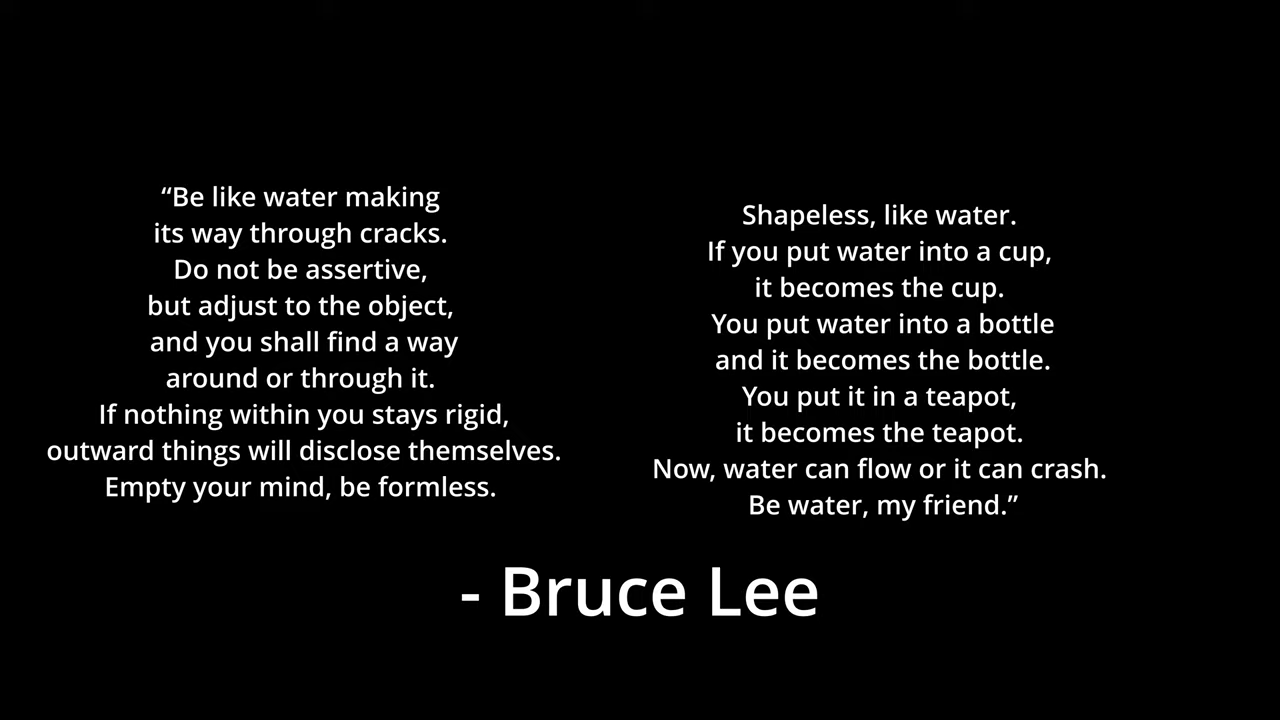 “Be like water making
its way through cracks.
Do not be assertive,
but adjust to the object,
and you shall find a way
around or through it.
If nothing within you stays rigid,
outward things will disclose themselves.
Empty your mind, be formless.
Shapeless, like water.
If you put water into a cup,
it becomes the cup.
You put water into a bottle
and it becomes the bottle.
You put it in a teapot,
it becomes the teapot.
Now, water can flow or it can crash.
Be water, my friend.”
- Bruce Lee